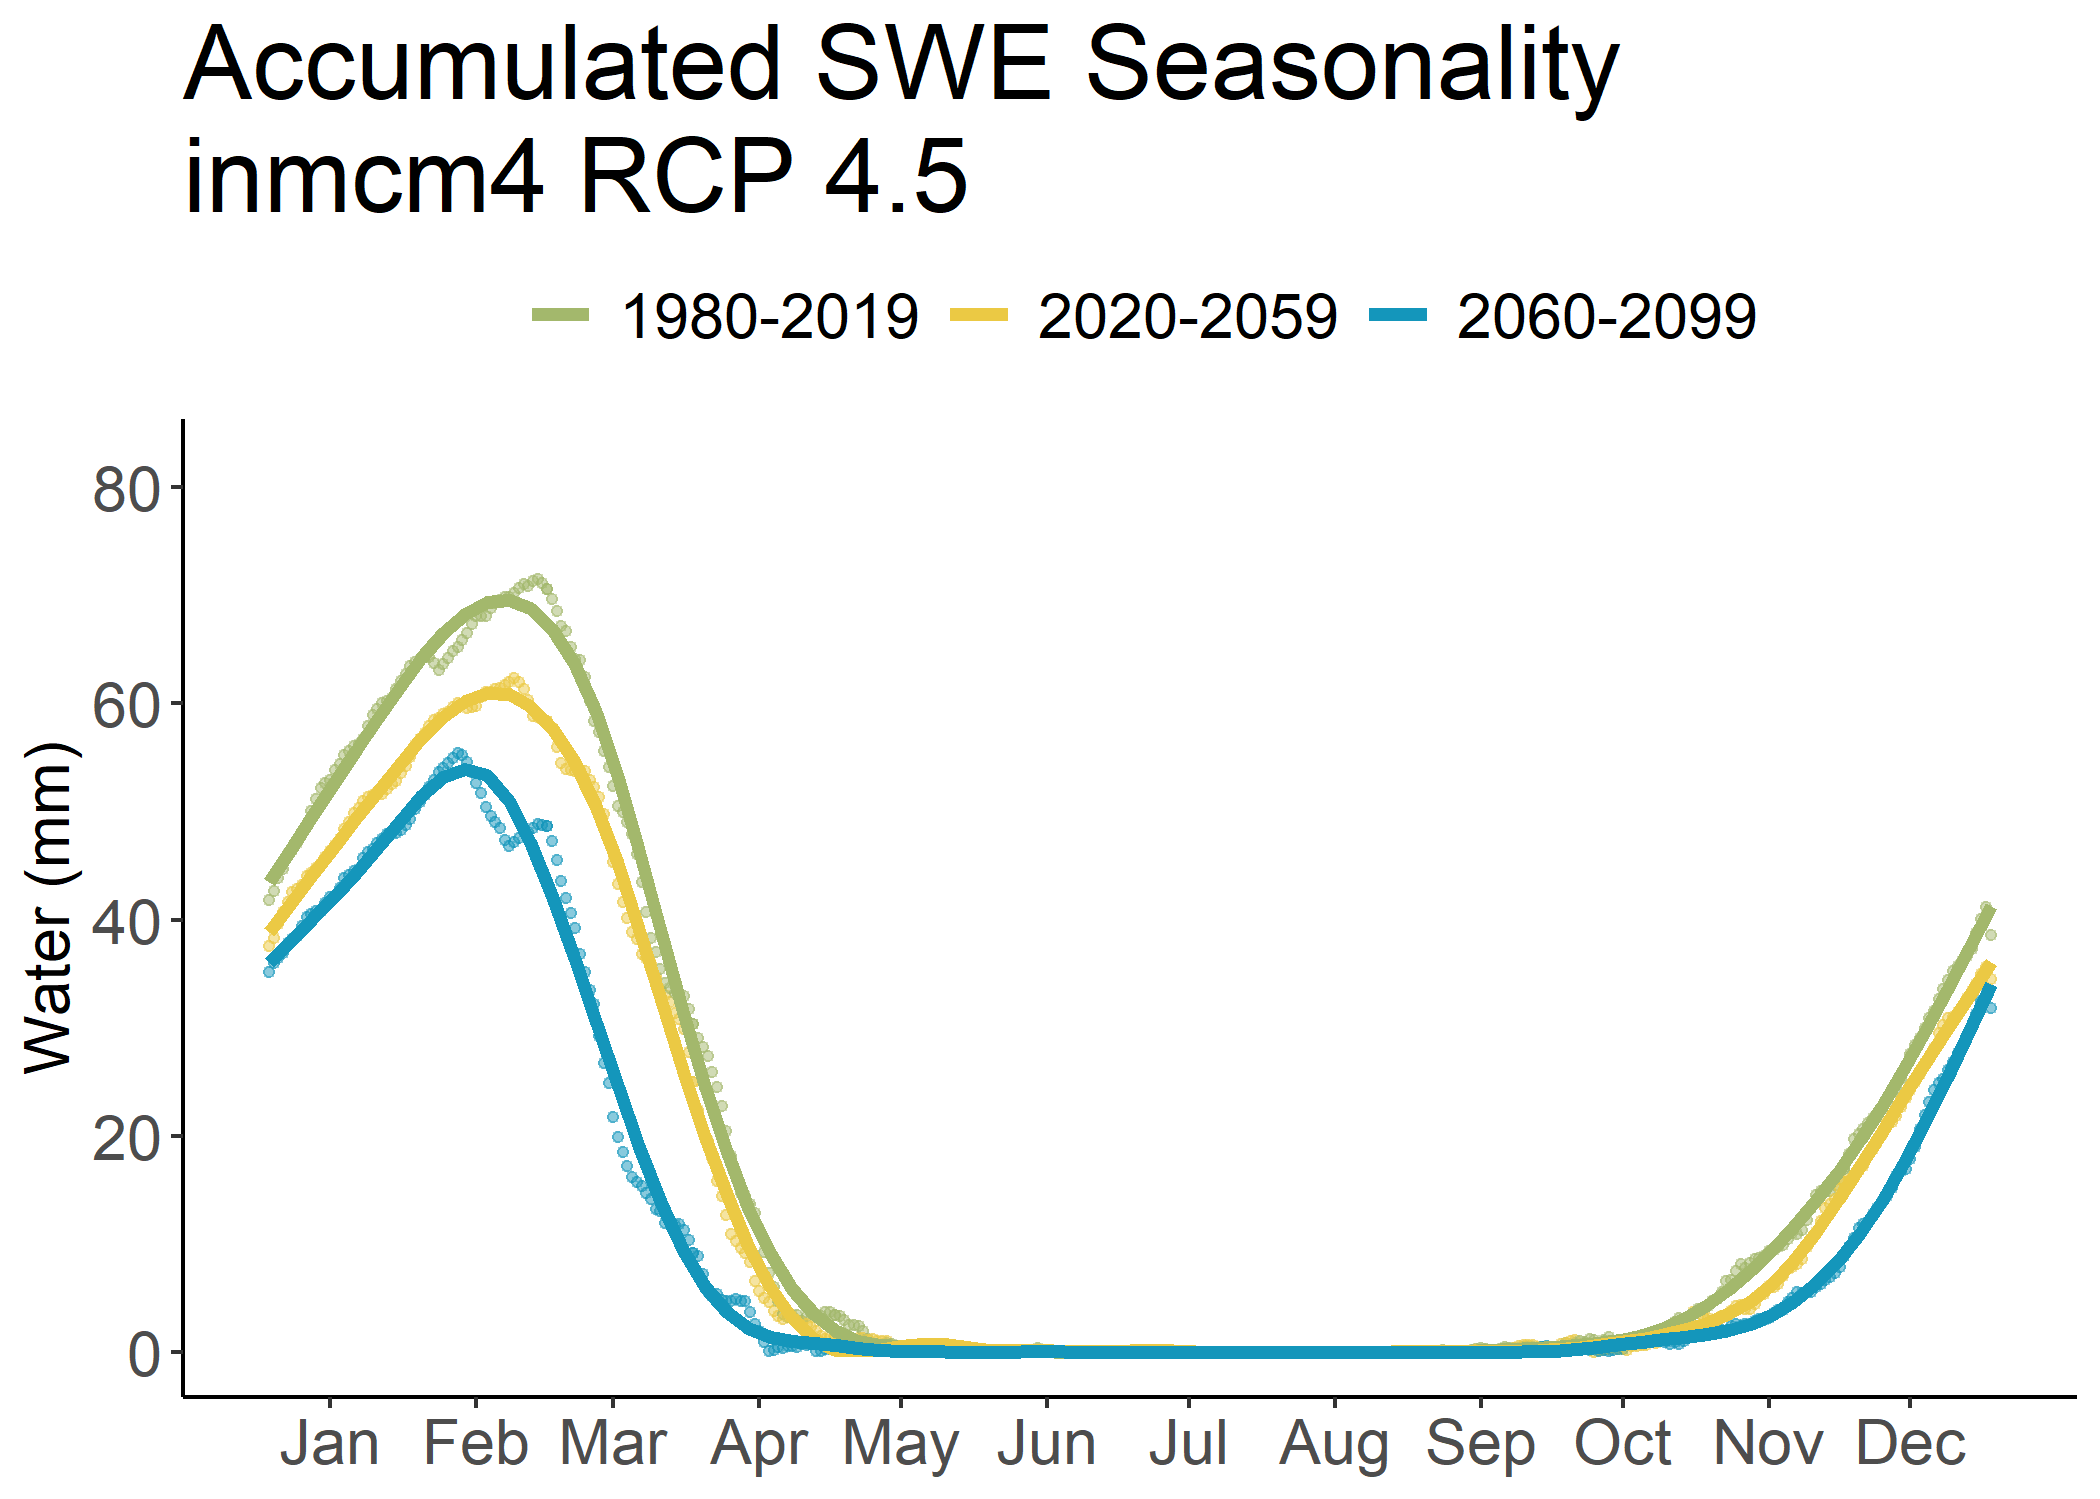 Accumulated SWE Seasonality
inmcm4 RCP 4.5
1980-2019 2020-2059 2060-2099
Water (mm)
80
60
40
20
0
Jan Feb Mar Apr May Jun Jul Aug Sep Oct Nov Dec